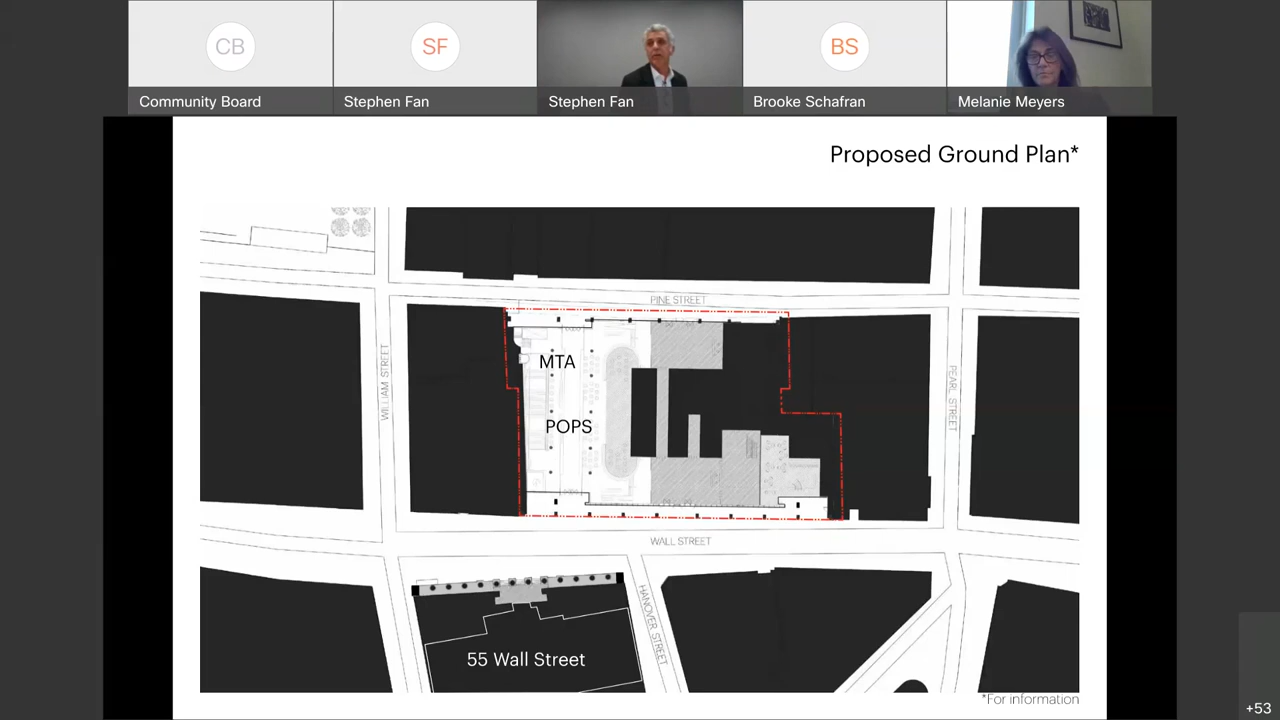 CB
SF
BS
Community Board
Stephen Fan
Stephen Fan
Brooke Schafran
Melanie Meyers
Proposed Ground Plan*
PINE STREET
MTA
WILLIAM STREET
PEARL STREET
POPS
WALL STREET
HANOVER STREET
55 Wall Street
*For information
+53